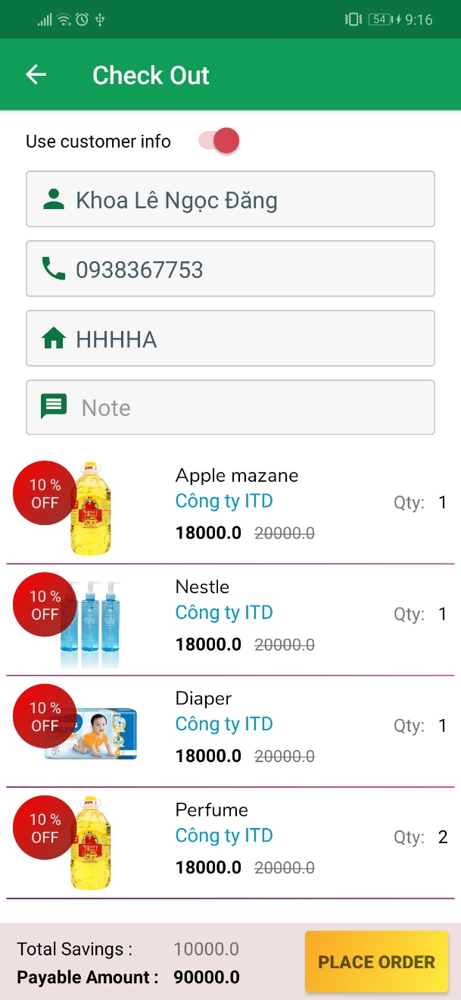 54 9:16
Check Out
Use customer info
Khoa Lê Ngọc Đăng
0938367753
HHHHA
Note
10 %
OFF
Apple mazane
Công ty ITD
18000.0 20000.0
Qty: 1
10 %
OFF
Nestle
Công ty ITD
18000.0 20000.0
Qty: 1
10 %
OFF
Diaper
Công ty ITD
18000.0 20000.0
Qty: 1
10 %
OFF
Perfume
Công ty ITD
18000.0 20000.0
Qty: 2
Total Savings : 10000.0
Payable Amount : 90000.0
PLACE ORDER